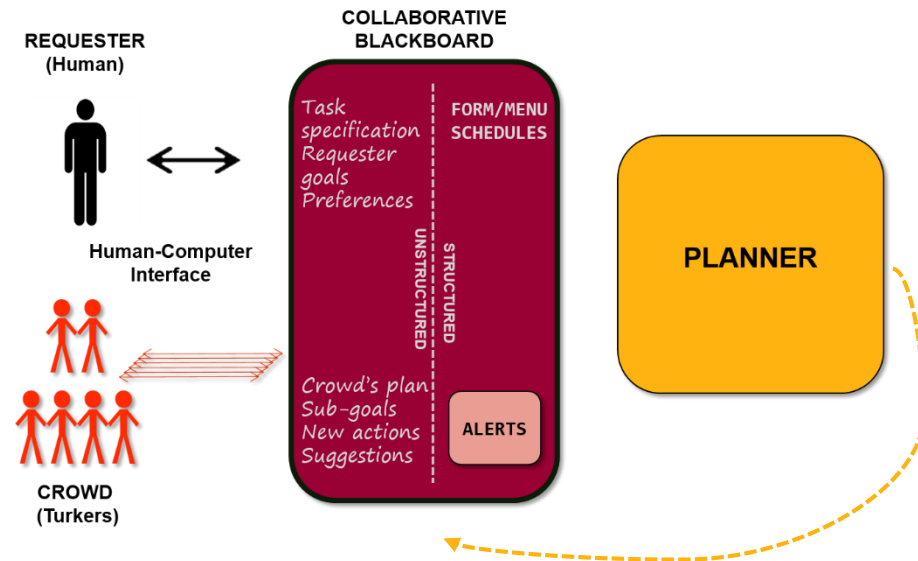 COLLABORATIVE
BLACKBOARD
REQUESTER
(Human)
Task
specification
Requester
goals
Preferences
FORM/MENU
SCHEDULES
UNSTRUCTURED
STRUCTURED
PLANNER
Human-Computer
Interface
Crowd's plan
Sub-goals
New actions
Suggestions
ALERTS
CROWD
(Turkers)